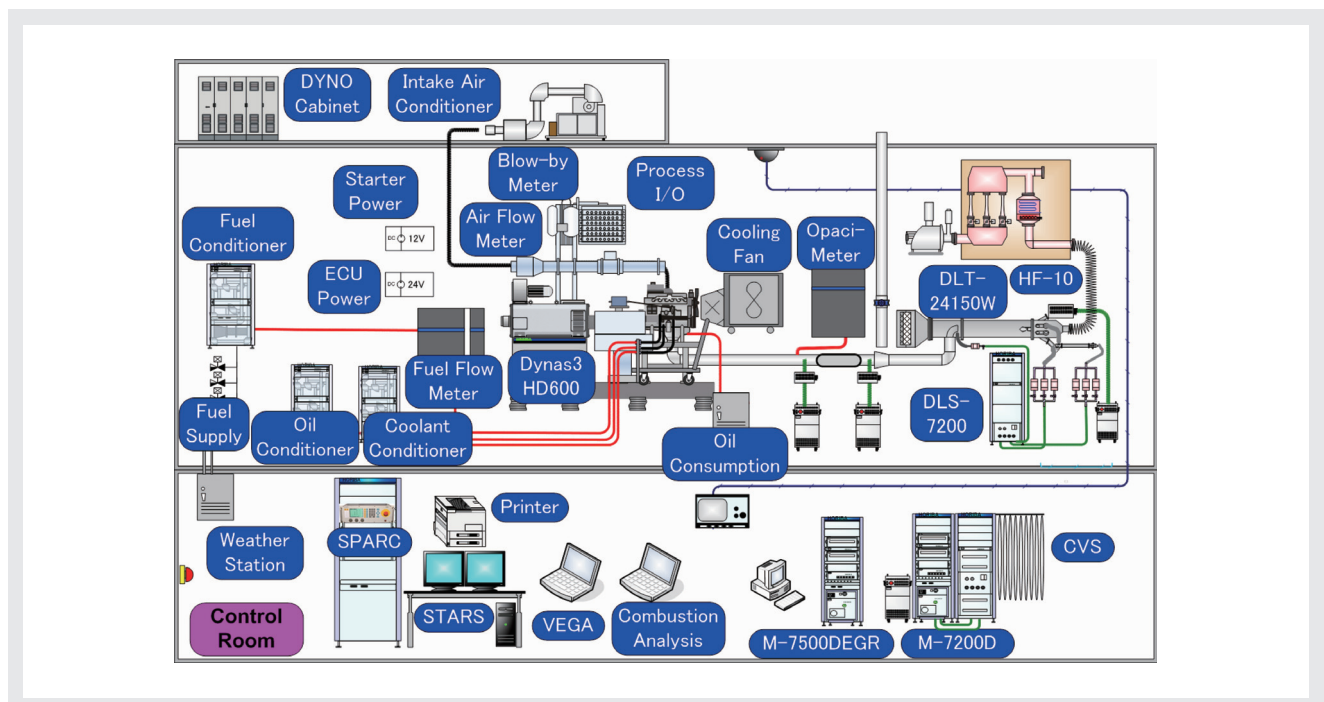 DYNO
Cabinet
Intake Air
Conditioner
Blow-by
Meter
Process
I/O
Starter
Power
Air Flow
Meter
Fuel
Conditioner
Cooling
Fan
Opaci-
Meter
DC 12V
ECU
Power
DC 24V
DLT-
24150W
HF-10
Fuel Flow
Meter
Dynas3
HD600
DLS-
7200
Fuel
Supply
Oil
Conditioner
Coolant
Conditioner
Oil
Consumption
Weather
Station
SPARC
Printer
CVS
Control
Room
STARS
VEGA
Combustion
Analysis
M-7500DEGR
M-7200D